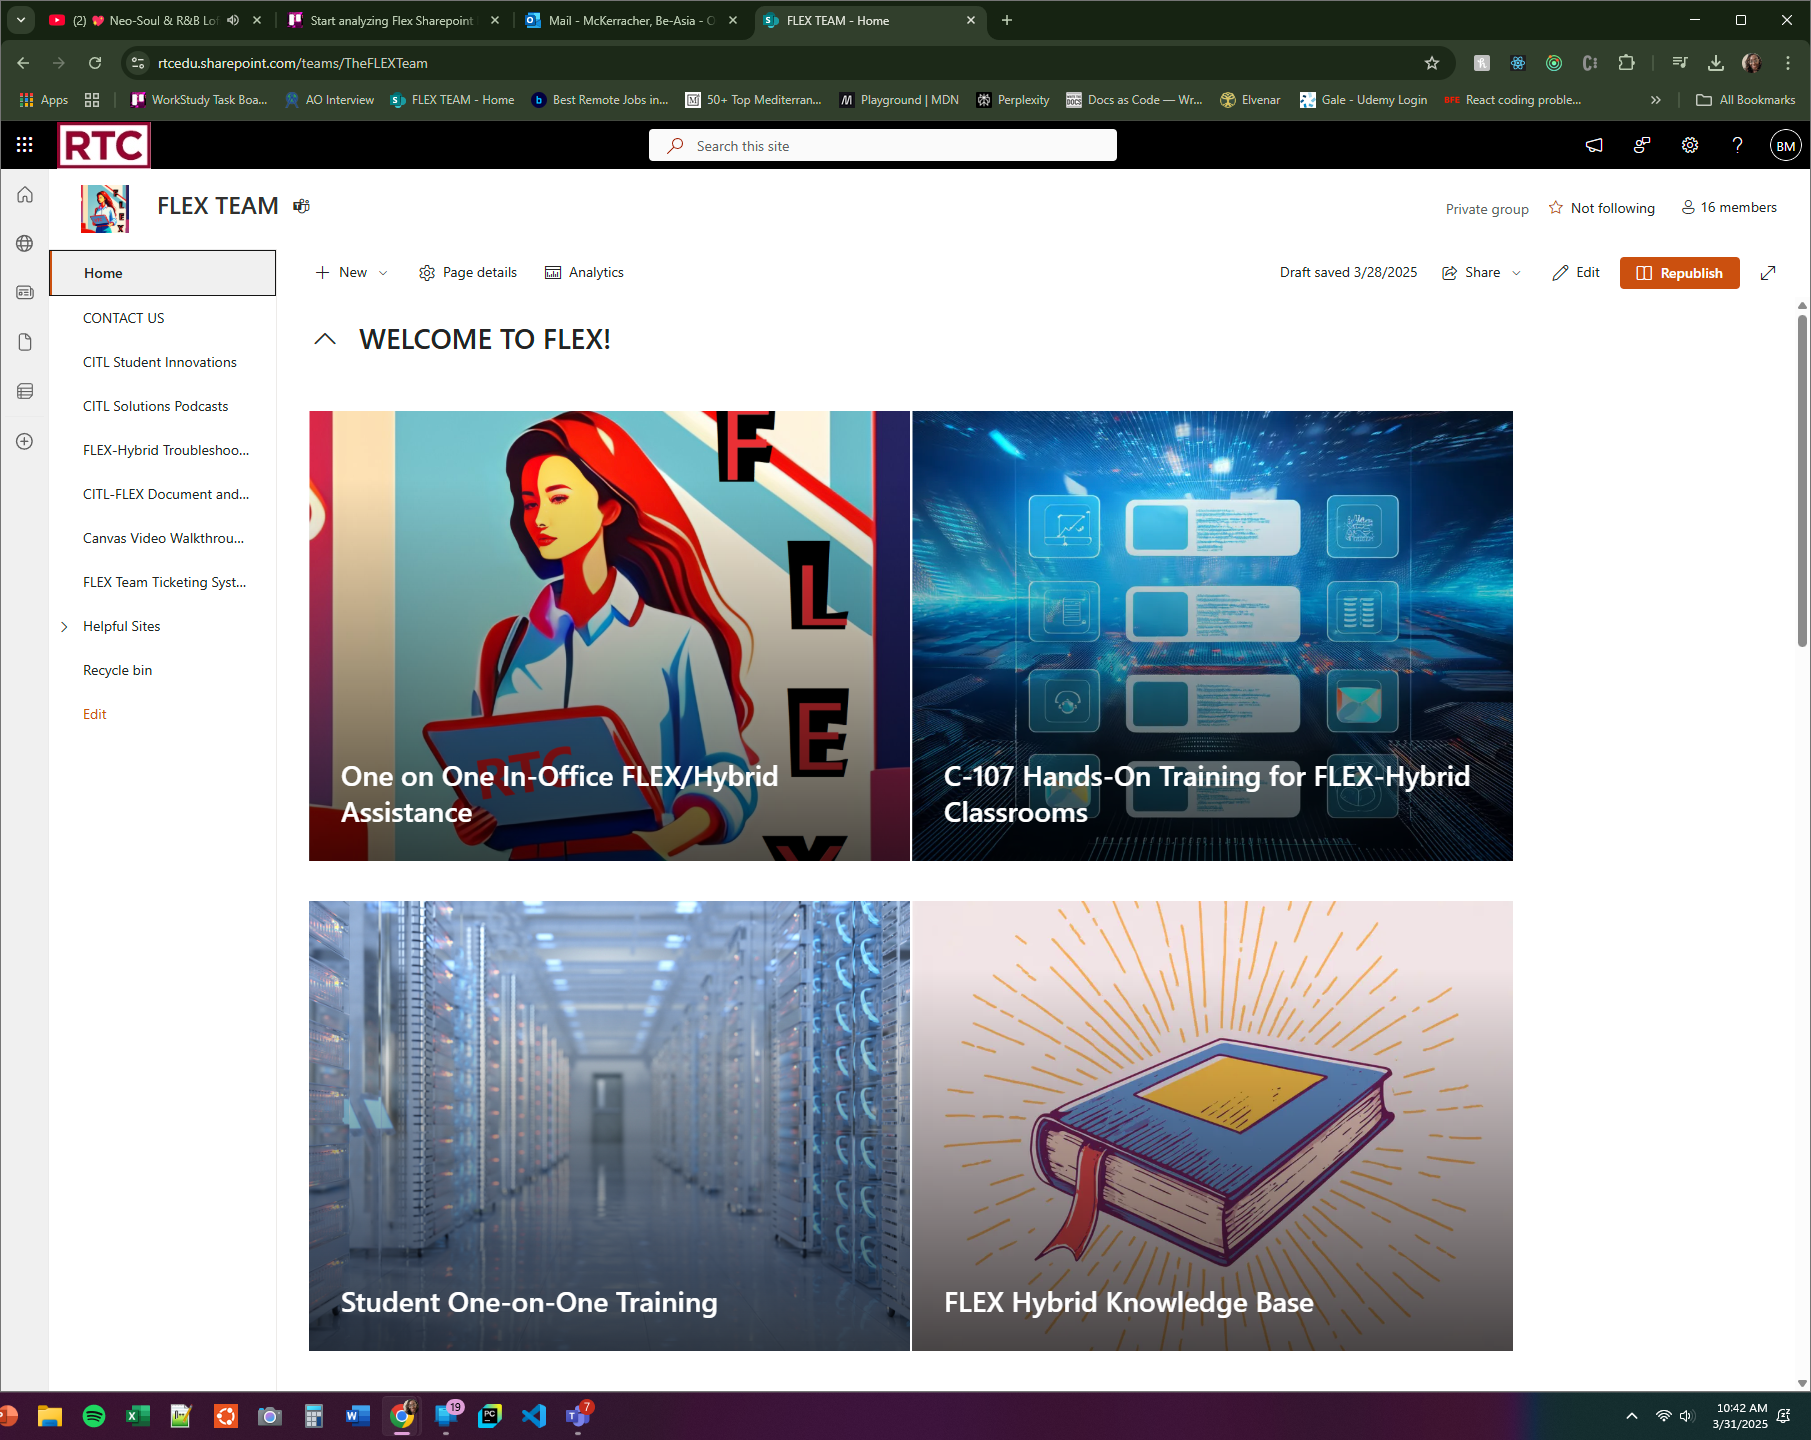 (2) 💖 Neo-Soul & R&B Lof
Start analyzing Flex Sharepoint
Mail - McKerracher, Be-Asia - O
FLEX TEAM - Home
rtcedu.sharepoint.com/teams/TheFLEXTeam
Apps
WorkStudy Task Boa...
AO Interview
FLEX TEAM - Home
Best Remote Jobs in...
50+ Top Mediterran...
Playground | MDN
Perplexity
Docs as Code — Wr...
Elvenar
Gale - Udemy Login
BFE
React coding proble...
All Bookmarks
RTC
Search this site
BM
FLEX TEAM
Private group
Not following
16 members
Home
New
Page details
Analytics
Draft saved 3/28/2025
Share
Edit
Republish
CONTACT US
CITL Student Innovations
CITL Solutions Podcasts
FLEX-Hybrid Troubleshoo...
CITL-FLEX Document and...
Canvas Video Walkthrou...
FLEX Team Ticketing Syst...
Helpful Sites
Recycle bin
Edit
WELCOME TO FLEX!
F
L
E
X
RTC
One on One In-Office FLEX/Hybrid
Assistance
C-107 Hands-On Training for FLEX-Hybrid
Classrooms
Student One-on-One Training
FLEX Hybrid Knowledge Base
19
PC
7
10:42 AM
3/31/2025